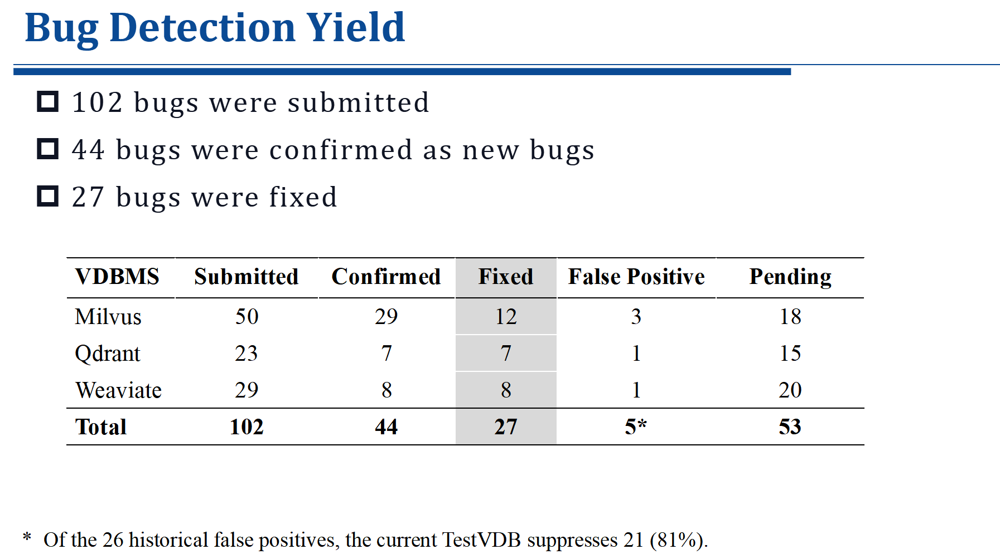 Bug Detection Yield
102 bugs were submitted
44 bugs were confirmed as new bugs
27 bugs were fixed
VDBMS Submitted Confirmed Fixed False Positive Pending
Milvus 50 29 12 3 18
Qdrant 23 7 7 1 15
Weaviate 29 8 8 1 20
Total 102 44 27 5* 53
* Of the 26 historical false positives, the current TestVDB suppresses 21 (81%).